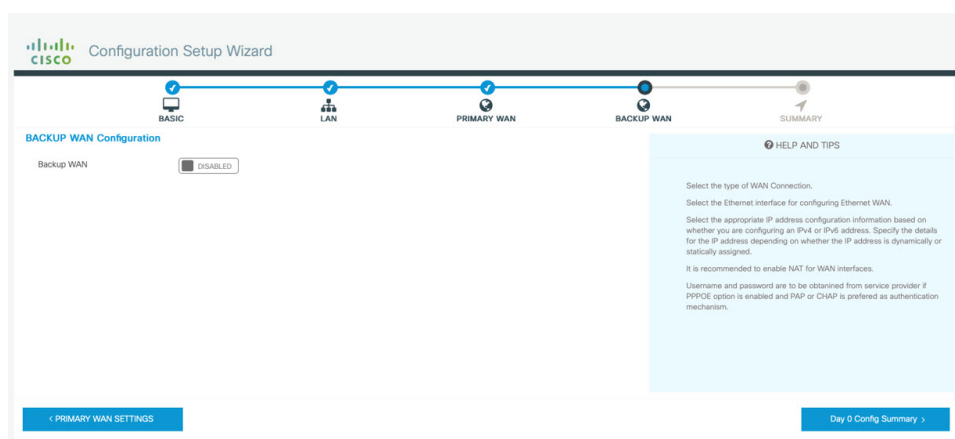 CISCO
Configuration Setup Wizard
BASIC
LAN
PRIMARY WAN
BACKUP WAN
SUMMARY
BACKUP WAN Configuration
Backup WAN
DISABLED
HELP AND TIPS
Select the type of WAN Connection.
Select the Ethernet interface for configuring Ethernet WAN.
Select the appropriate IP address configuration information based on
whether you are configuring an IPv4 or IPv6 address. Specify the details
for the IP address depending on whether the IP address is dynamically or
statically assigned.
It is recommended to enable NAT for WAN interfaces.
Username and password are to be obtanined from service provider if
PPPOE option is enabled and PAP or CHAP is prefered as authentication
mechanism.
< PRIMARY WAN SETTINGS
Day 0 Config Summary >